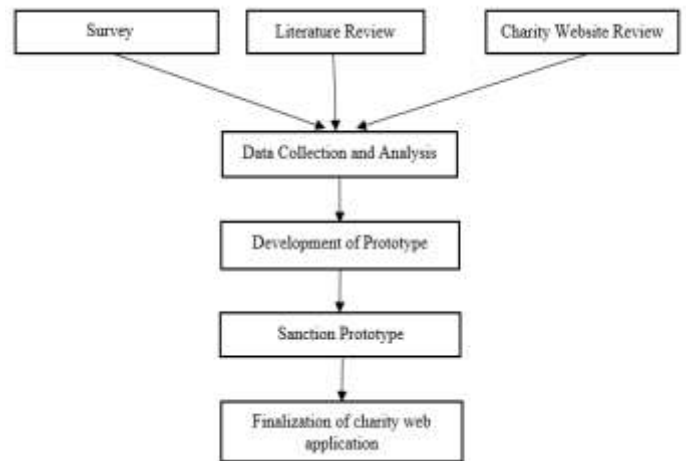 Survey
Literature Review
Charity Website Review
Data Collection and Analysis
Development of Prototype
Sanction Prototype
Finalization of charity web
application